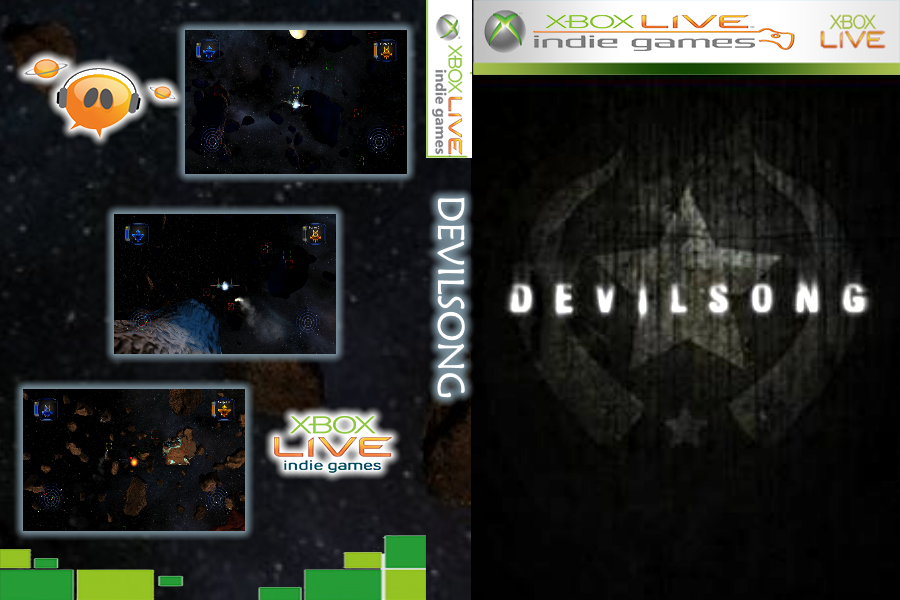 XBOX LIVE
indie games
XBOX LIVE
indie games
DEVILSONG
XBOX LIVE
indie games
XBOX
LIVE
DEVILSONG